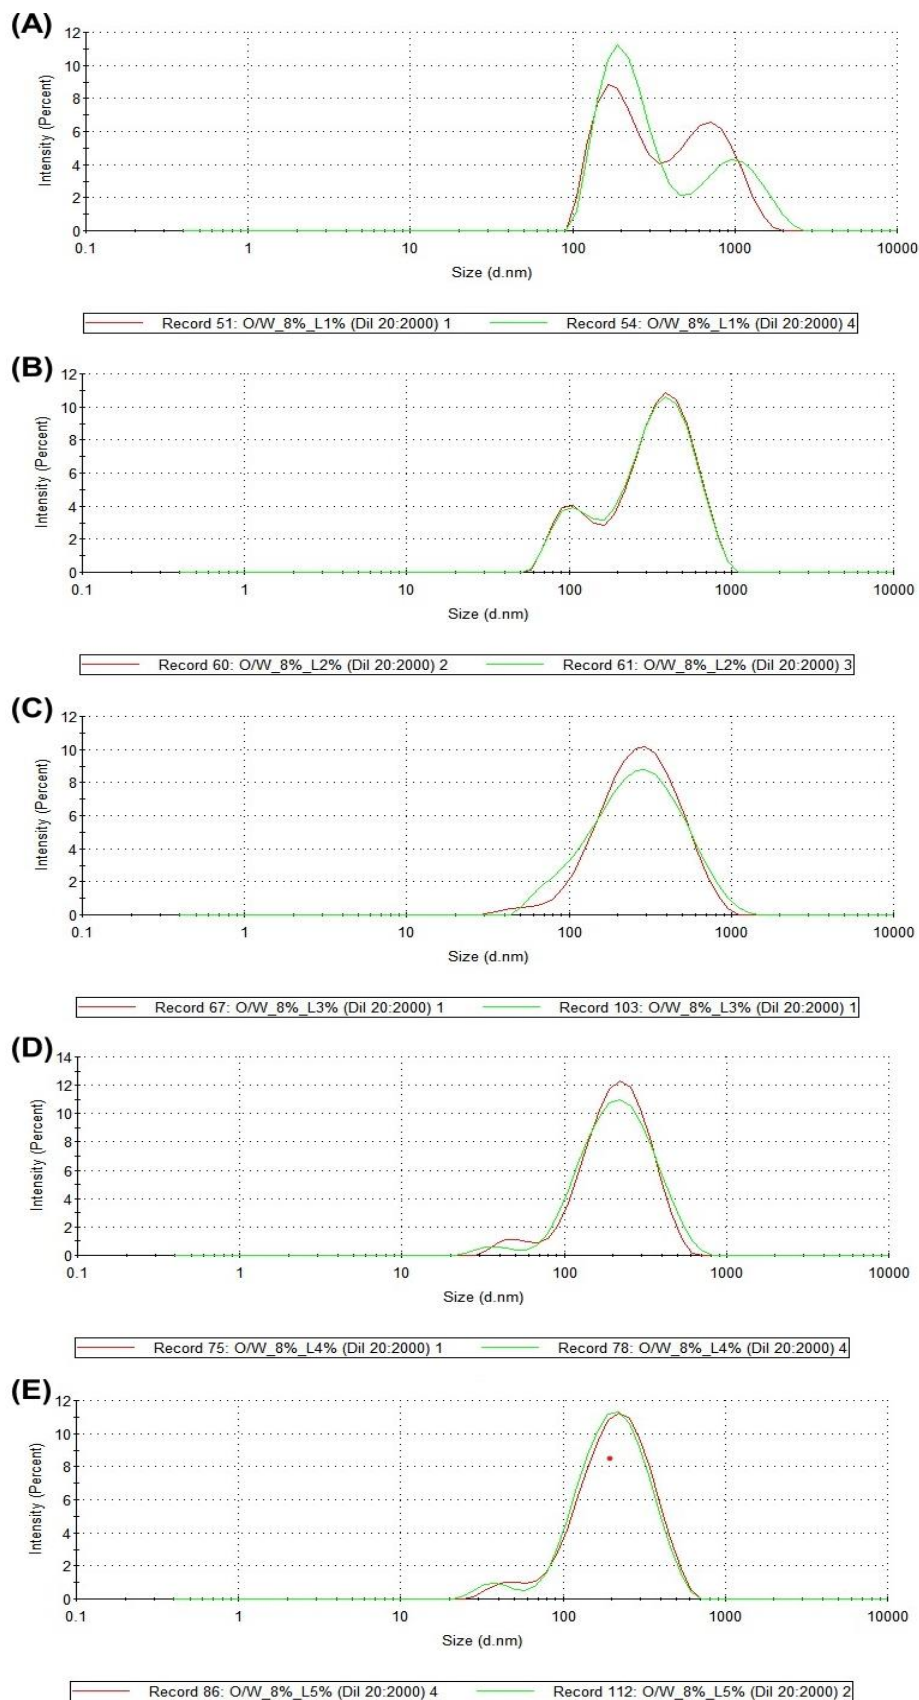 (A)
12
10
8
6
4
2
0
Intensity (Percent)
0.1 1 10 100 1000 10000
Size (d.nm)
Record 51: O/W_8%_L1% (Dil 20:2000) 1 Record 54: O/W_8%_L1% (Dil 20:2000) 4
(B)
12
10
8
6
4
2
0
Intensity (Percent)
0.1 1 10 100 1000 10000
Size (d.nm)
Record 60: O/W_8%_L2% (Dil 20:2000) 2 Record 61: O/W_8%_L2% (Dil 20:2000) 3
(C)
12
10
8
6
4
2
0
Intensity (Percent)
0.1 1 10 100 1000 10000
Size (d.nm)
Record 67: O/W_8%_L3% (Dil 20:2000) 1 Record 103: O/W_8%_L3% (Dil 20:2000) 1
(D)
14
12
10
8
6
4
2
0
Intensity (Percent)
0.1 1 10 100 1000 10000
Size (d.nm)
Record 75: O/W_8%_L4% (Dil 20:2000) 1 Record 78: O/W_8%_L4% (Dil 20:2000) 4
(E)
12
10
8
6
4
2
0
Intensity (Percent)
0.1 1 10 100 1000 10000
Size (d.nm)
Record 86: O/W_8%_L5% (Dil 20:2000) 4 Record 112: O/W_8%_L5% (Dil 20:2000) 2